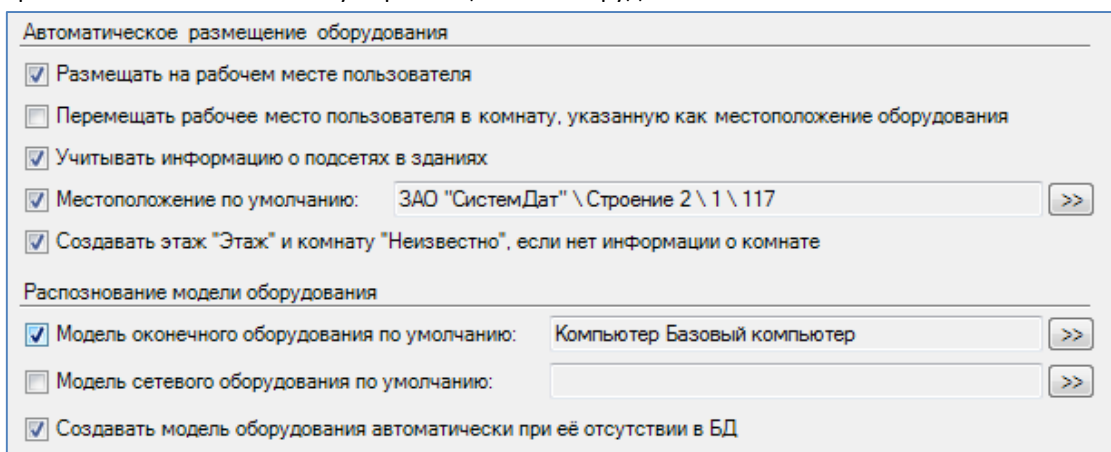 Автоматическое размещение оборудования
Размещать на рабочем месте пользователя
Перемещать рабочее место пользователя в комнату, указанную как местоположение оборудования
Учитывать информацию о подсетях в зданиях
Местоположение по умолчанию: ЗАО "СистемДат" \ Строение 2 \ 1 \ 117 >>
Создавать этаж "Этаж" и комнату "Неизвестно", если нет информации о комнате
Распознование модели оборудования
Модель оконечного оборудования по умолчанию: Компьютер Базовый компьютер >>
Модель сетевого оборудования по умолчанию: >>
Создавать модель оборудования автоматически при её отсутствии в БД